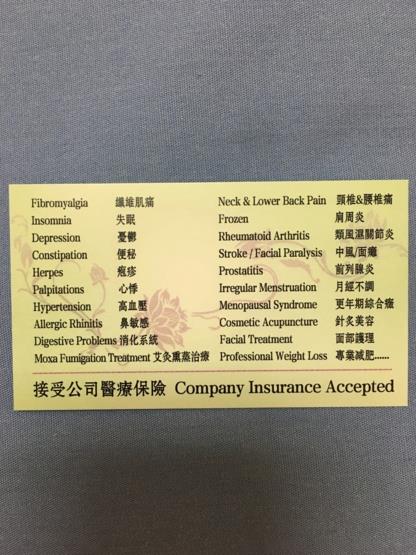 Fibromyalgia 纖維肌痛
Insomnia 失眠
Depression 憂鬱
Constipation 便秘
Herpes 疱疹
Palpitations 心悸
Hypertension 高血壓
Allergic Rhinitis 鼻敏感
Digestive Problems 消化系統
Moxa Fumigation Treatment 艾灸熏蒸治療
Neck & Lower Back Pain 頸椎&腰椎痛
Frozen 肩周炎
Rheumatoid Arthritis 類風濕關節炎
Stroke / Facial Paralysis 中風/面癱
Prostatitis 前列腺炎
Irregular Menstruation 月經不調
Menopausal Syndrome 更年期綜合癥
Cosmetic Acupuncture 針炙美容
Facial Treatment 面部護理
Professional Weight Loss 專業減肥......
接受公司醫療保險 Company Insurance Accepted